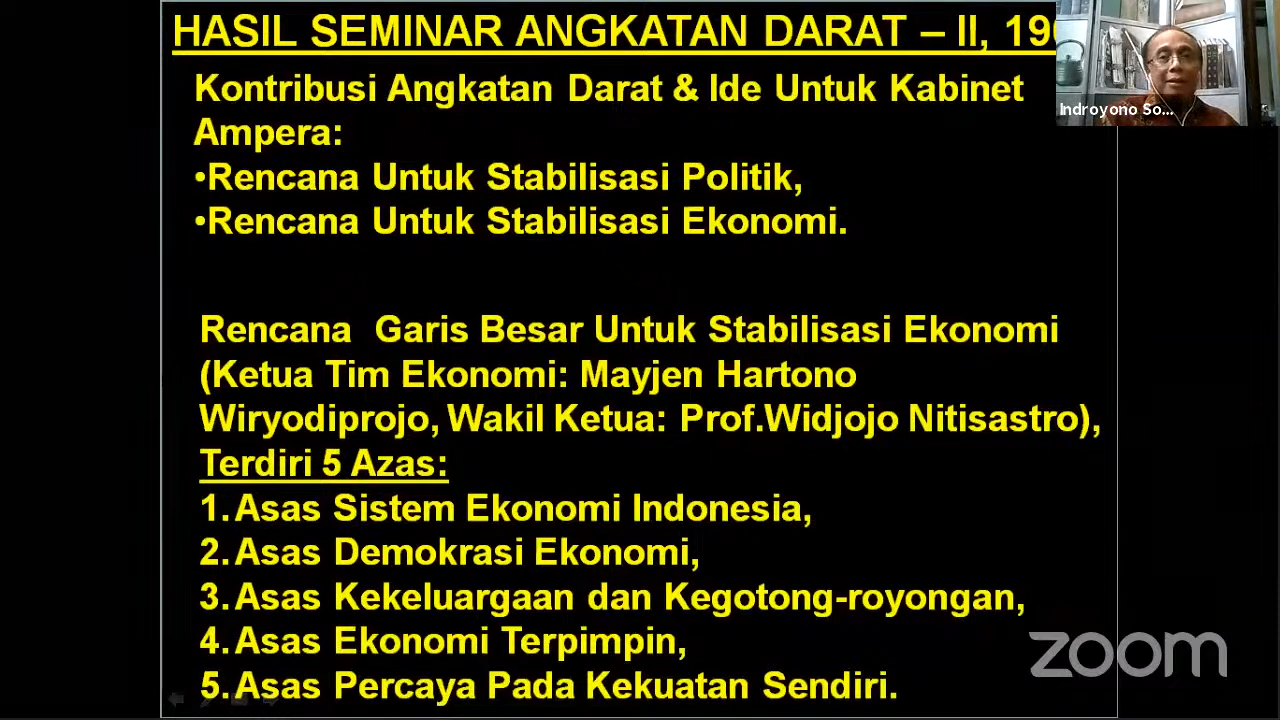 HASIL SEMINAR ANGKATAN DARAT – II, 19
Kontribusi Angkatan Darat & Ide Untuk Kabinet
Ampera:
•Rencana Untuk Stabilisasi Politik,
•Rencana Untuk Stabilisasi Ekonomi.
Rencana Garis Besar Untuk Stabilisasi Ekonomi
(Ketua Tim Ekonomi: Mayjen Hartono
Wiryodiprojo, Wakil Ketua: Prof.Widjojo Nitisastro),
Terdiri 5 Azas:
1.Asas Sistem Ekonomi Indonesia,
2.Asas Demokrasi Ekonomi,
3.Asas Kekeluargaan dan Kegotong-royongan,
4.Asas Ekonomi Terpimpin,
5.Asas Percaya Pada Kekuatan Sendiri.
Indroyono So...
zoom